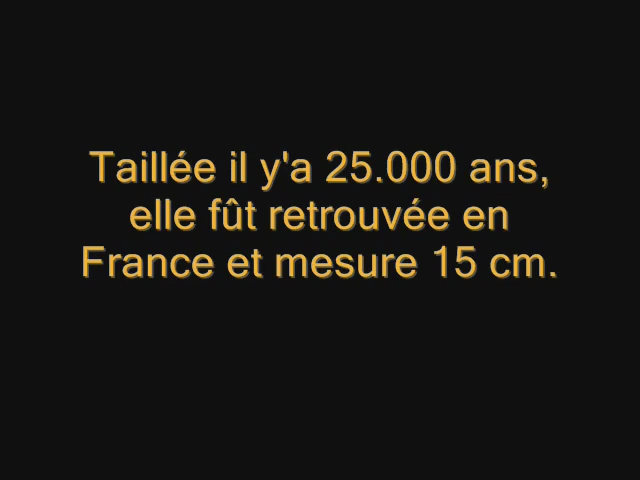 Taillée il y'a 25.000 ans,
elle fût retrouvée en
France et mesure 15 cm.